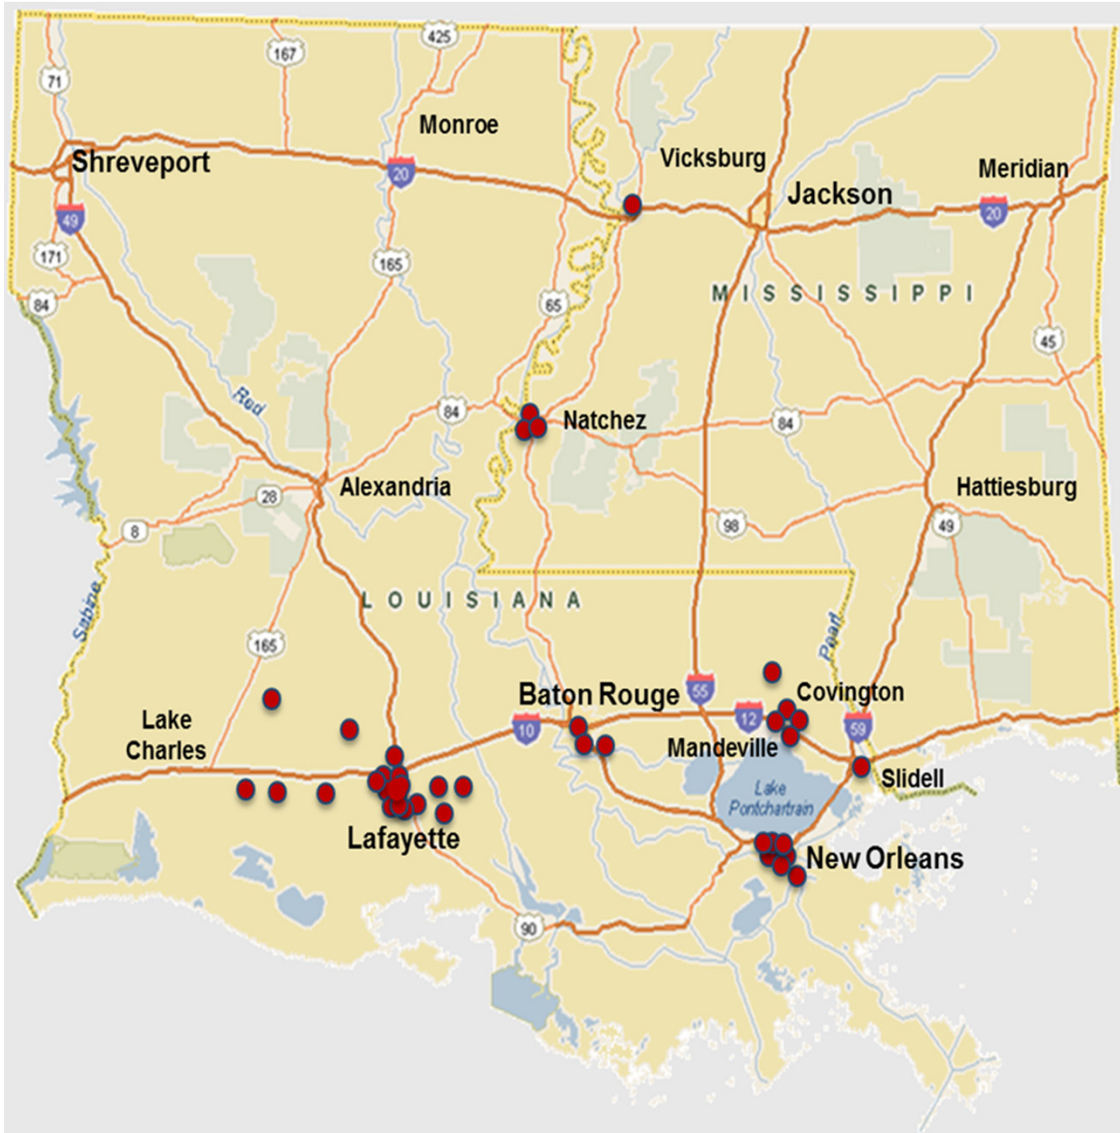 425
167
71
Monroe
Shreveport
Vicksburg
Meridian
20
Jackson
49
20
171
165
84
65
MISSISSIPPI
45
Red
84
Natchez
84
Alexandria
Hattiesburg
28
8
98
49
Sabine
LOUISIANA
Pearl
165
Baton Rouge
55
Covington
Lake
Charles
10
12
59
Mandeville
Slidell
Lake
Pontchartrain
Lafayette
New Orleans
90